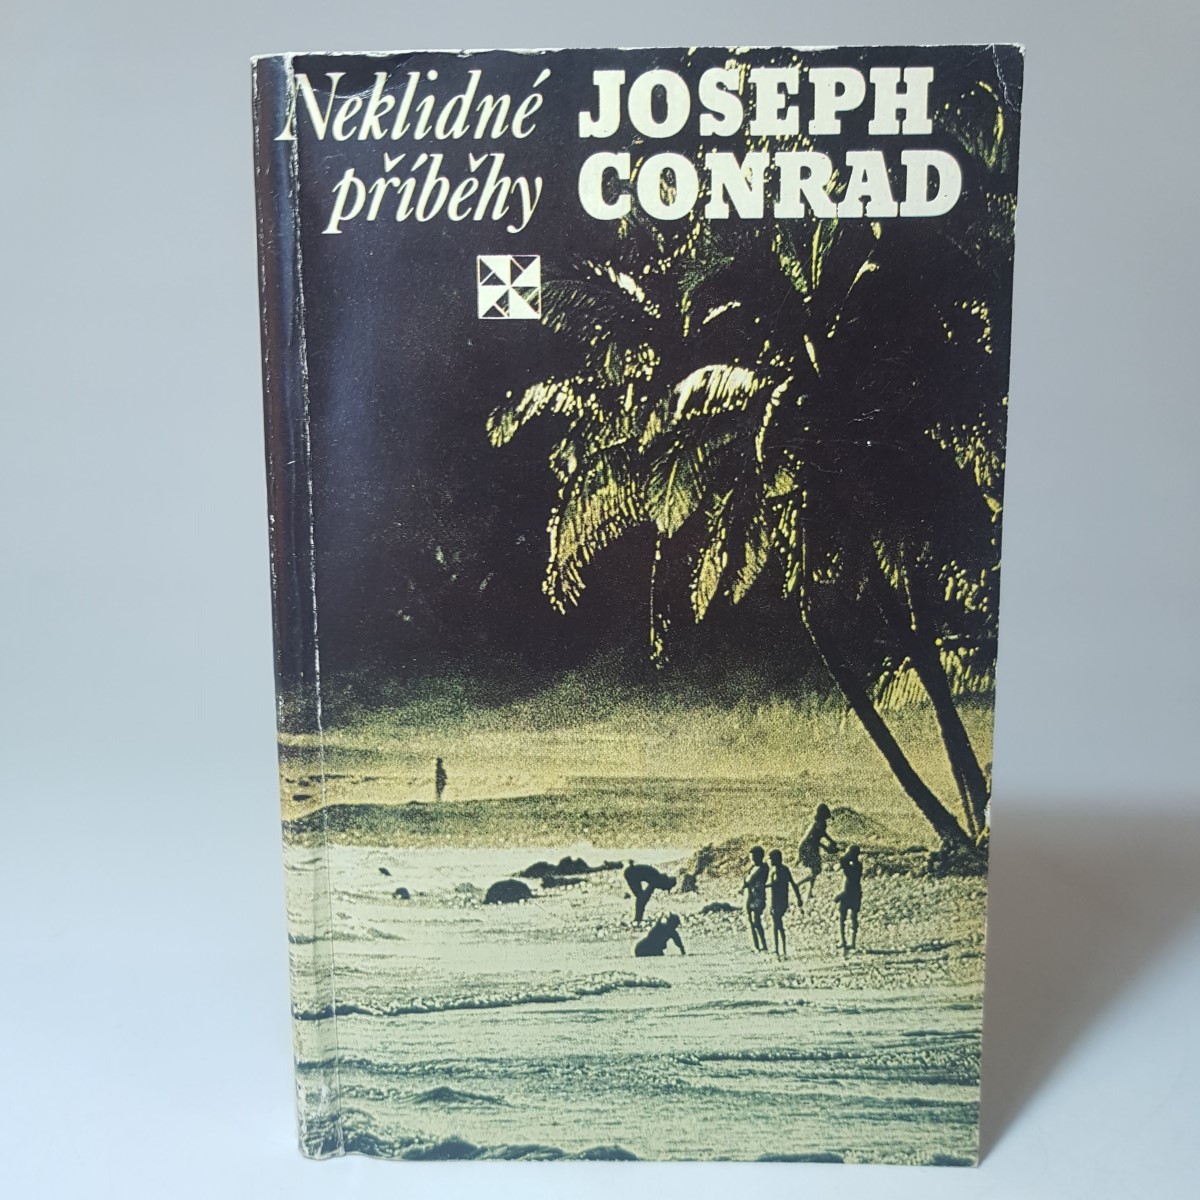 Neklidné
příběhy
JOSEPH
CONRAD